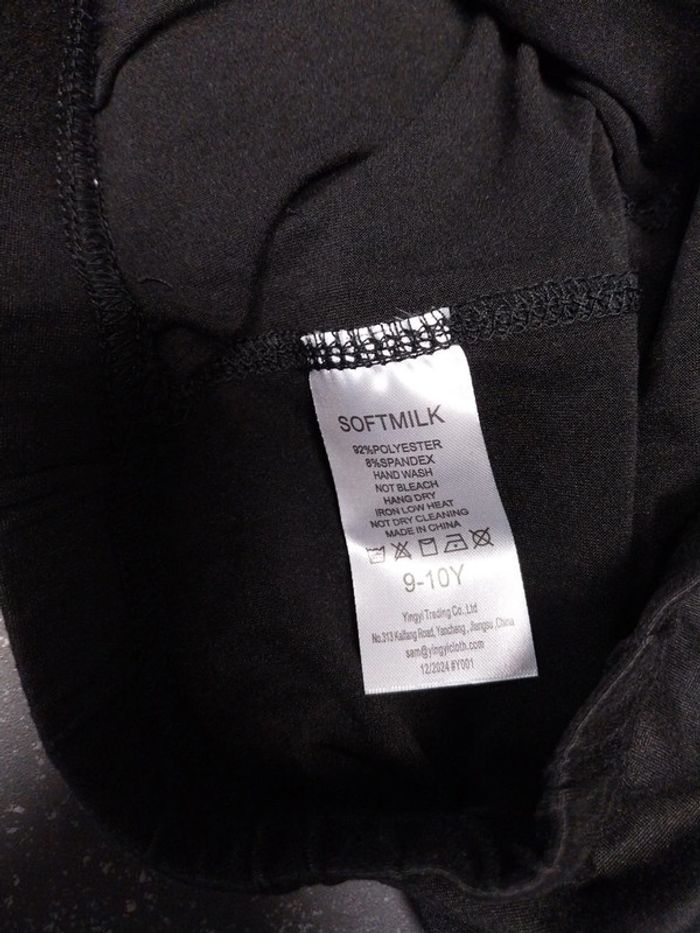 SOFTMILK
92%POLYESTER
8%SPANDEX
HAND WASH
NOT BLEACH
HANG DRY
IRON LOW HEAT
NOT DRY CLEANING
MADE IN CHINA
9-10Y
Yingyi Trading Co.,Ltd
No.313 Kaifang Road, Yancheng , Jiangsu ,China
sam@yingyicloth.com
12/2024 #Y001